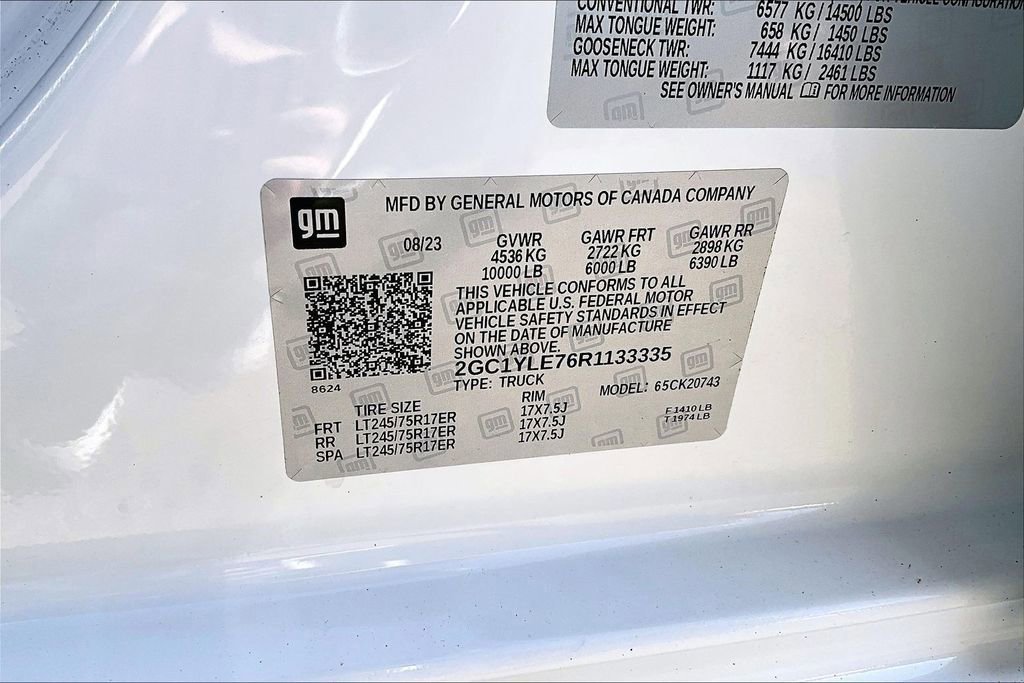 CONVENTIONAL TWR: 6577 KG / 14500 LBS
MAX TONGUE WEIGHT: 658 KG / 1450 LBS
GOOSENECK TWR: 7444 KG / 16410 LBS
MAX TONGUE WEIGHT: 1117 KG / 2461 LBS
SEE OWNER'S MANUAL FOR MORE INFORMATION
gm
MFD BY GENERAL MOTORS OF CANADA COMPANY
08/23 GVWR GAWR FRT GAWR RR
4536 KG 2722 KG 2898 KG
10000 LB 6000 LB 6390 LB
THIS VEHICLE CONFORMS TO ALL
APPLICABLE U.S. FEDERAL MOTOR
VEHICLE SAFETY STANDARDS IN EFFECT
ON THE DATE OF MANUFACTURE
SHOWN ABOVE.
2GC1YLE76R1133335
8624
TYPE: TRUCK MODEL: 65CK20743
TIRE SIZE RIM
FRT LT245/75R17ER 17X7.5J F 1410 LB
RR LT245/75R17ER 17X7.5J T 1974 LB
SPA LT245/75R17ER 17X7.5J